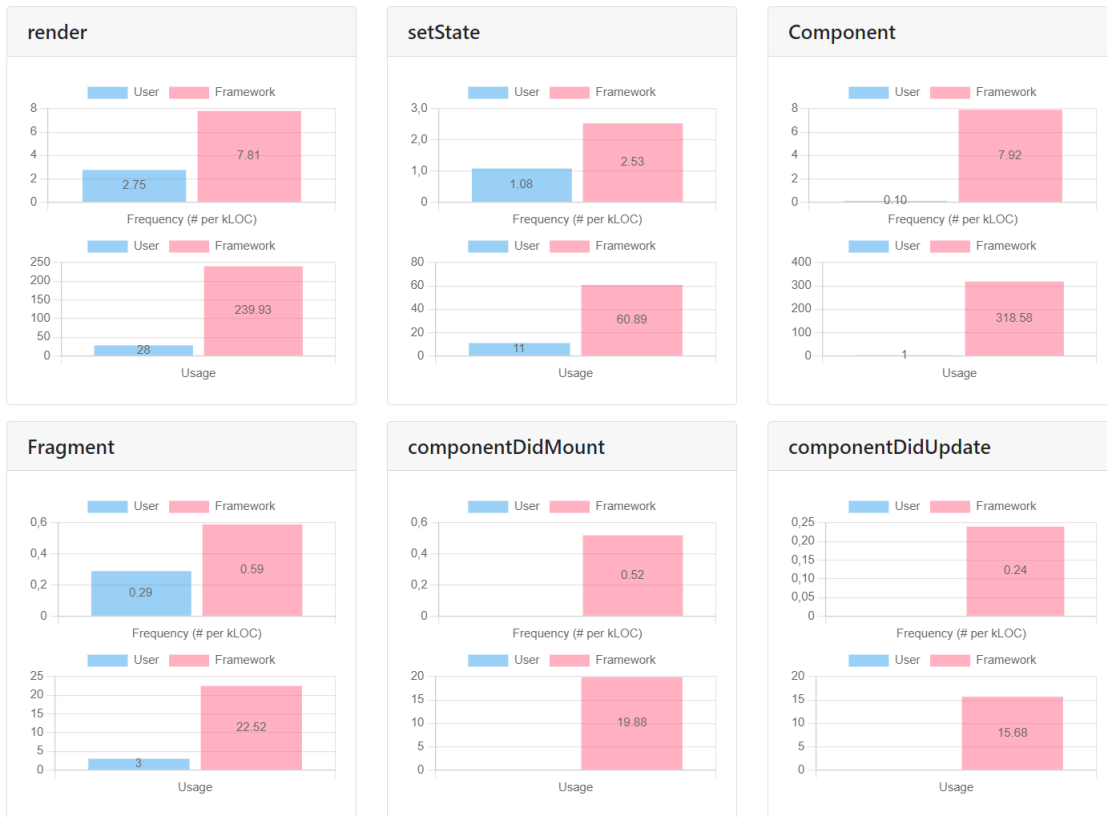 render
User Framework
8
6
4
2
0
7.81
2.75
Frequency (# per kLOC)
User Framework
250
200
150
100
50
0
239.93
28
Usage
setState
User Framework
3,0
2,0
1,0
0
2.53
1.08
Frequency (# per kLOC)
User Framework
80
60
40
20
0
60.89
11
Usage
Component
User Framework
8
6
4
2
0
7.92
0.10
Frequency (# per kLOC)
User Framework
400
300
200
100
0
318.58
1
Usage
Fragment
User Framework
0,6
0,4
0,2
0
0.59
0.29
Frequency (# per kLOC)
User Framework
25
20
15
10
5
0
22.52
3
Usage
componentDidMount
User Framework
0,6
0,4
0,2
0
0.52
Frequency (# per kLOC)
User Framework
20
15
10
5
0
19.88
Usage
componentDidUpdate
User Framework
0,25
0,20
0,15
0,10
0,05
0
0.24
Frequency (# per kLOC)
User Framework
20
15
10
5
0
15.68
Usage